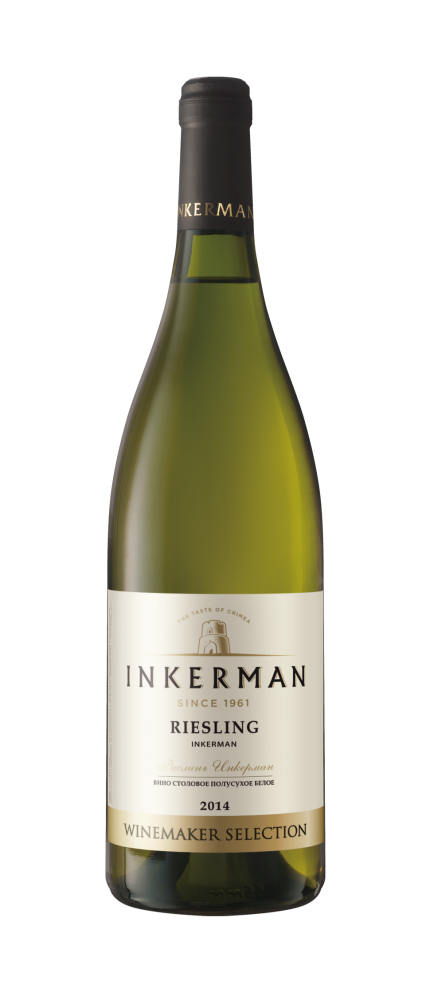 INKERMAN
THE TASTE OF CRIMEA
INKERMAN
SINCE 1961
RIESLING
INKERMAN
Рислинг Инкерман
ВИНО СТОЛОВОЕ ПОЛУСУХОЕ БЕЛОЕ
2014
WINEMAKER SELECTION